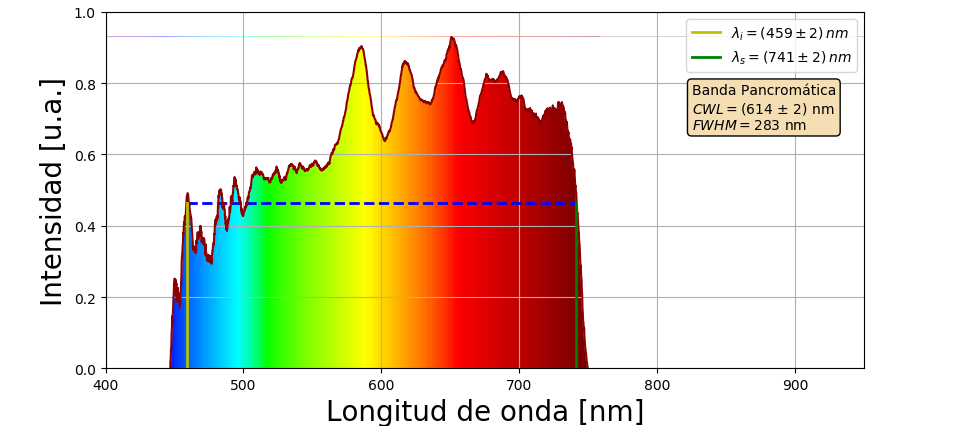 1.0
0.8
0.6
0.4
0.2
0.0
Intensidad [u.a.]
400 500 600 700 800 900
Longitud de onda [nm]
λi = (459 ± 2) nm
λs = (741 ± 2) nm
Banda Pancromática
CWL = (614 ± 2) nm
FWHM = 283 nm